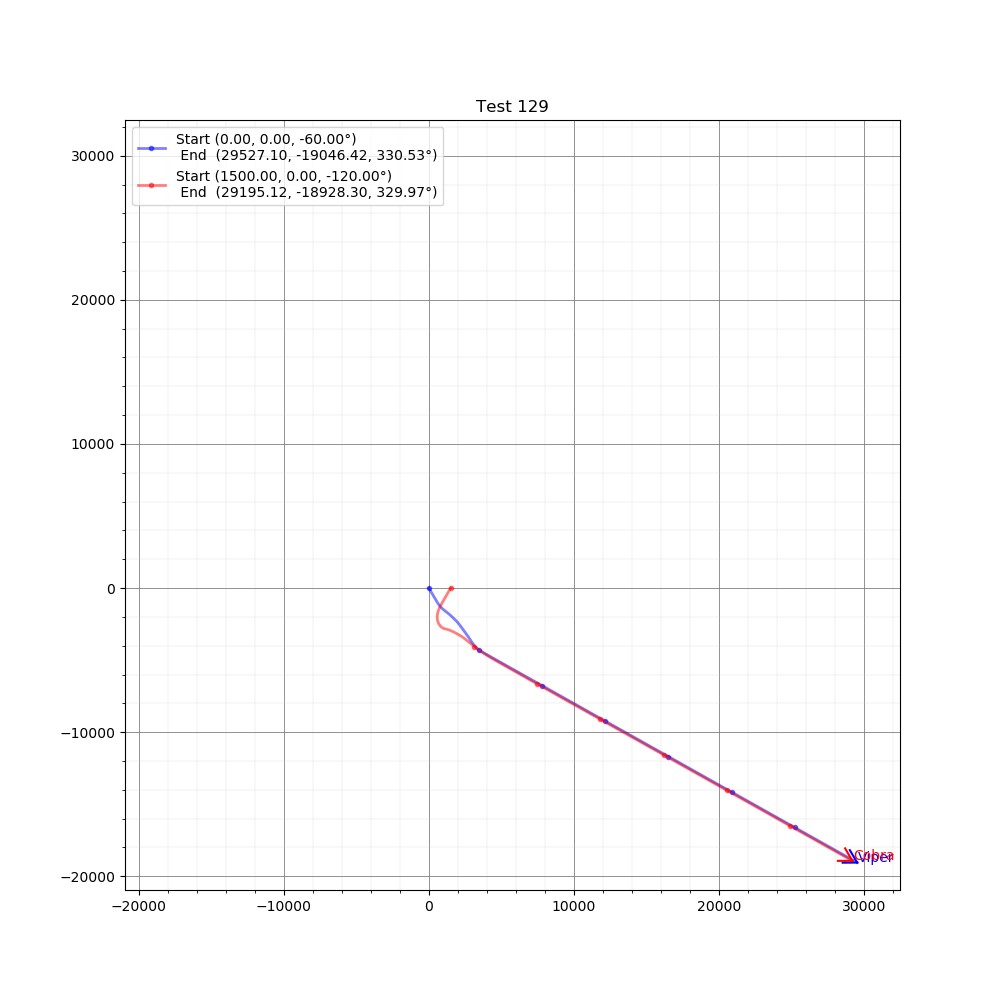 Test 129
Start (0.00, 0.00, -60.00°)
End  (29527.10, -19046.42, 330.53°)
Start (1500.00, 0.00, -120.00°)
End  (29195.12, -18928.30, 329.97°)
30000
20000
10000
0
−10000
−20000
Cobra
Viper
−20000
−10000
0
10000
20000
30000